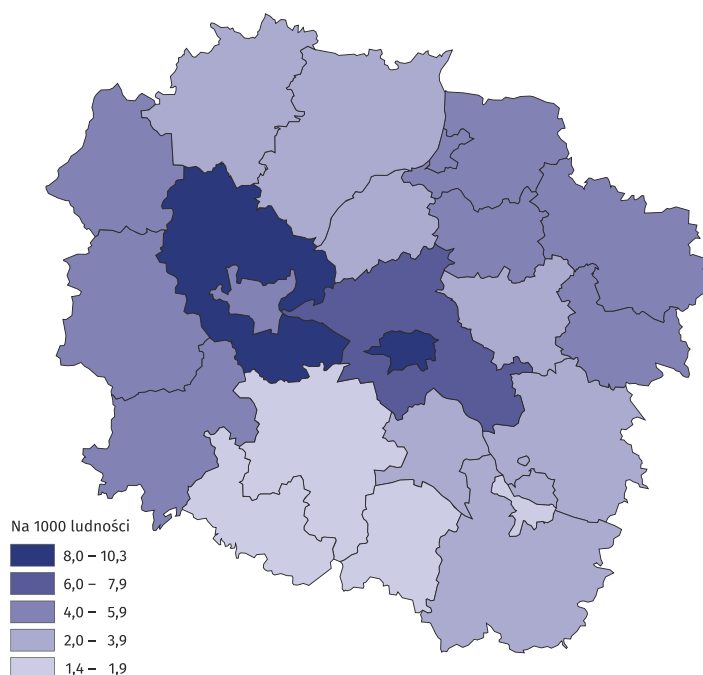 Na 1000 ludności
8,0 – 10,3
6,0 – 7,9
4,0 – 5,9
2,0 – 3,9
1,4 – 1,9